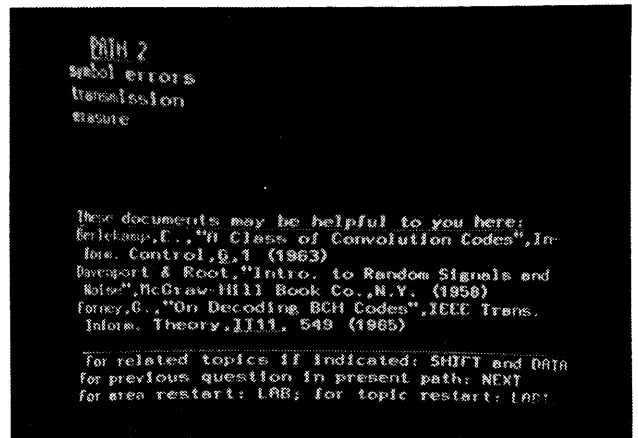 PATH 2
symbol errors
transmission
erasure
These documents may be helpful to you here:
Berlekamp,E.,"A Class of Convolution Codes",In-
form. Control,6,1 (1963)
Davenport & Root,"Intro. to Random Signals and
Noise",McGraw-Hill Book Co.,N.Y. (1958)
Forney,G.,"On Decoding BCH Codes",IEEE Trans.
Inform. Theory, 549 (1965)
For related topics if indicated: SHIFT and DATA
For previous question in present path: NEXT
For area restart: LAB; for topic restart: